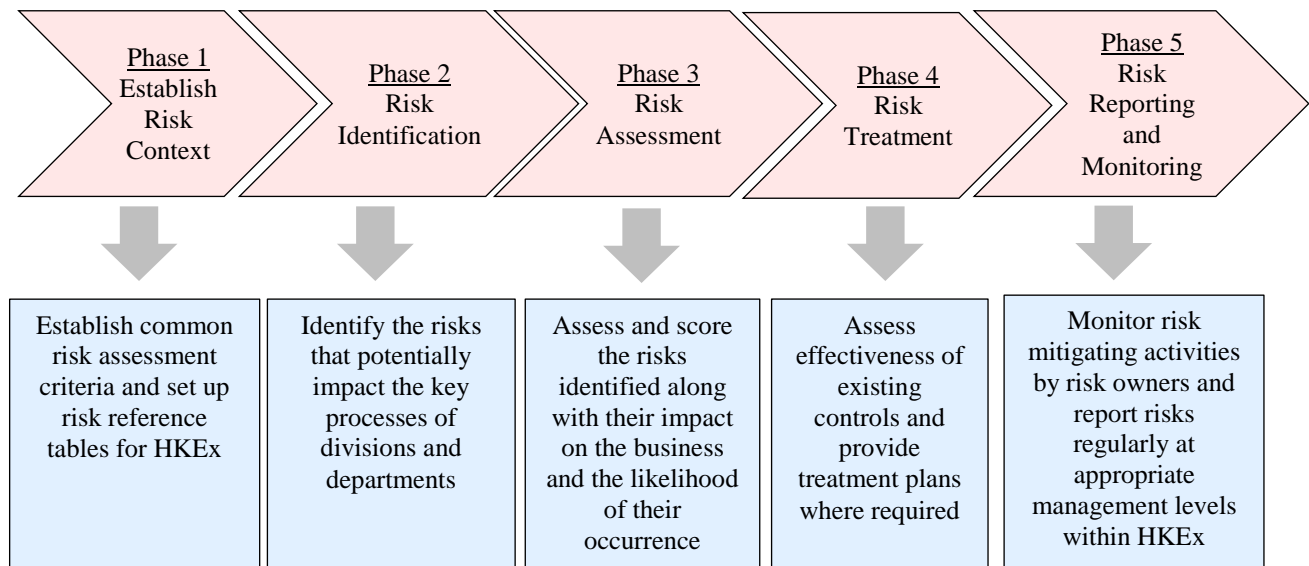 Phase 1
Establish
Risk
Context
Phase 2
Risk
Identification
Phase 3
Risk
Assessment
Phase 4
Risk
Treatment
Phase 5
Risk
Reporting
and
Monitoring
Establish common
risk assessment
criteria and set up
risk reference
tables for HKEx
Identify the risks
that potentially
impact the key
processes of
divisions and
departments
Assess and score
the risks
identified along
with their impact
on the business
and the likelihood
of their
occurrence
Assess
effectiveness of
existing
controls and
provide
treatment plans
where required
Monitor risk
mitigating activities
by risk owners and
report risks
regularly at
appropriate
management levels
within HKEx